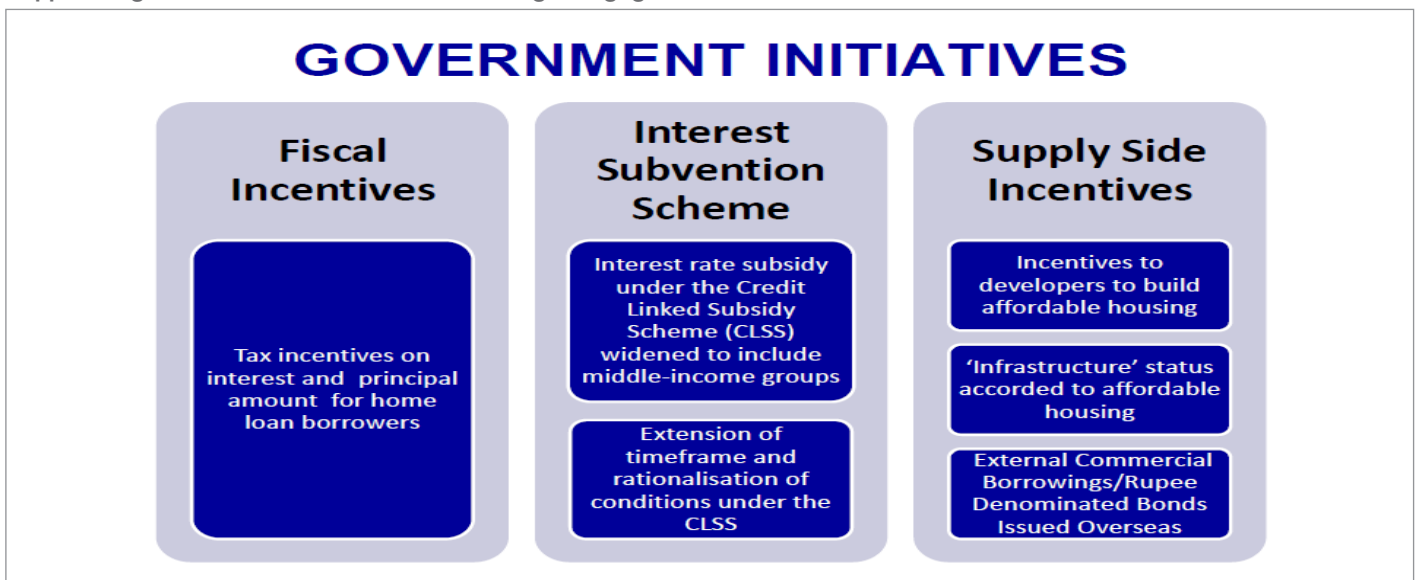 GOVERNMENT INITIATIVES
Fiscal
Incentives
Tax incentives on
interest and principal
amount for home
loan borrowers
Interest
Subvention
Scheme
Interest rate subsidy
under the Credit
Linked Subsidy
Scheme (CLSS)
widened to include
middle-income groups
Extension of
timeframe and
rationalisation of
conditions under the
CLSS
Supply Side
Incentives
Incentives to
developers to build
affordable housing
‘Infrastructure’ status
accorded to affordable
housing
External Commercial
Borrowings/Rupee
Denominated Bonds
Issued Overseas